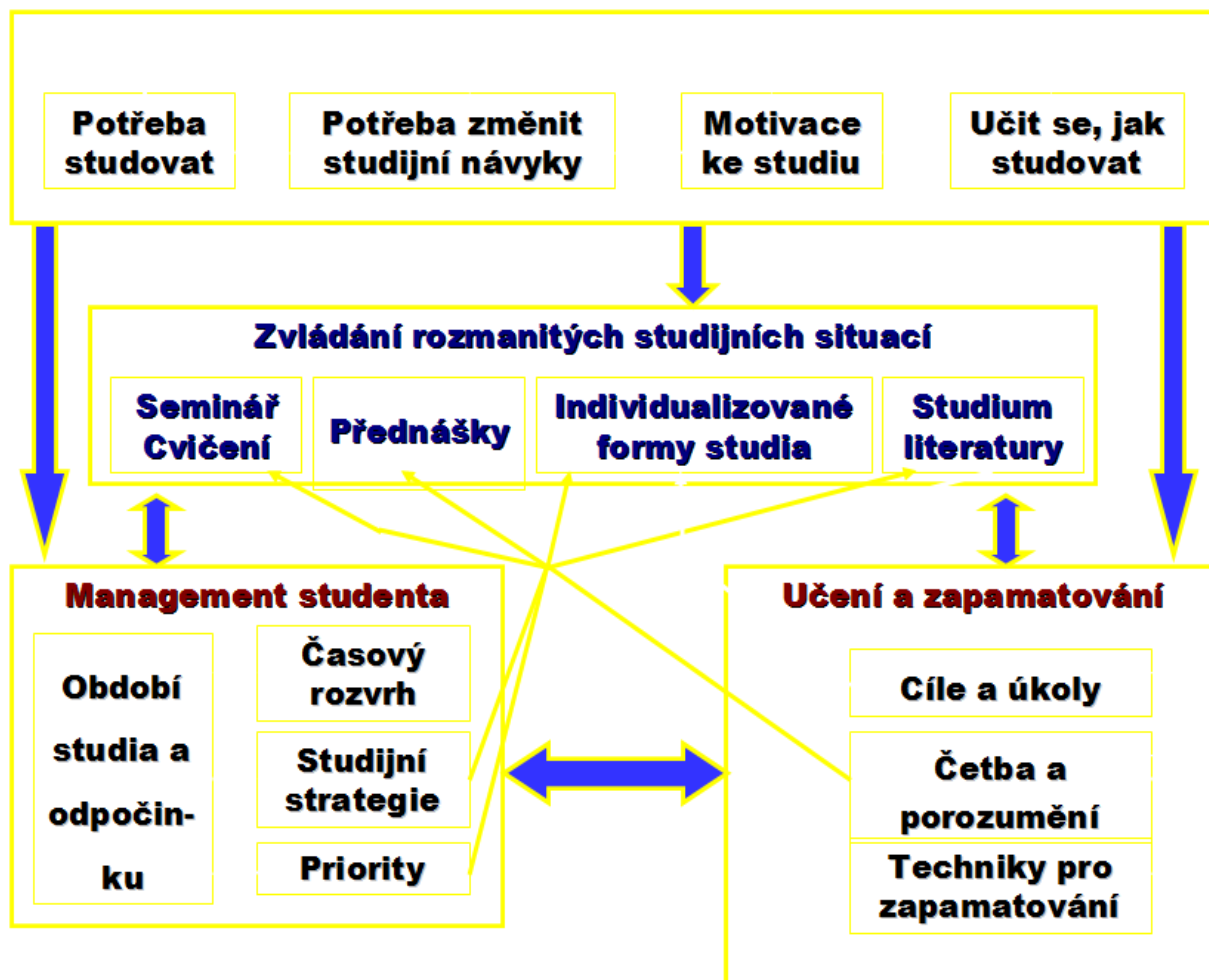 Potřeba
studovat
Potřeba změnit
studijní návyky
Motivace
ke studiu
Učit se, jak
studovat
Zvládání rozmanitých studijních situací
Seminář
Cvičení
Přednášky
Individualizované
formy studia
Studium
literatury
Management studenta
Období
studia a
odpočin-
ku
Časový
rozvrh
Studijní
strategie
Priority
Učení a zapamatování
Cíle a úkoly
Četba a
porozumění
Techniky pro
zapamatování